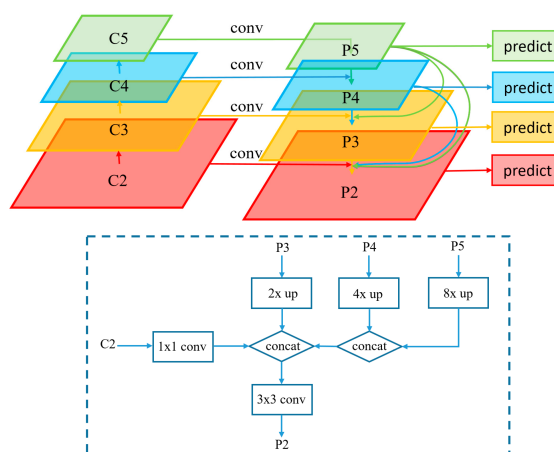 C5
conv
P5
predict
C4
conv
P4
predict
C3
conv
P3
predict
C2
conv
P2
predict
P3
P4
P5
2x up
4x up
8x up
C2
1x1 conv
concat
concat
3x3 conv
P2